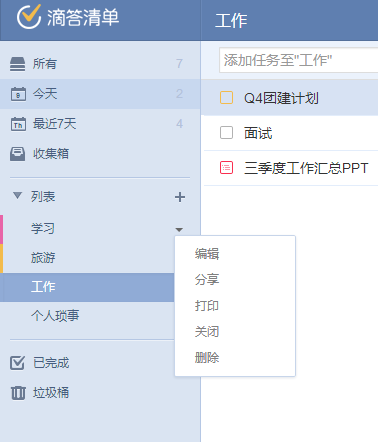 滴答清单
工作
所有 7
添加任务至"工作"
今天 2
Q4团建计划
最近7天 4
面试
收集箱
三季度工作汇总PPT
列表
学习
旅游
工作
个人琐事
编辑
分享
打印
关闭
删除
已完成
垃圾桶